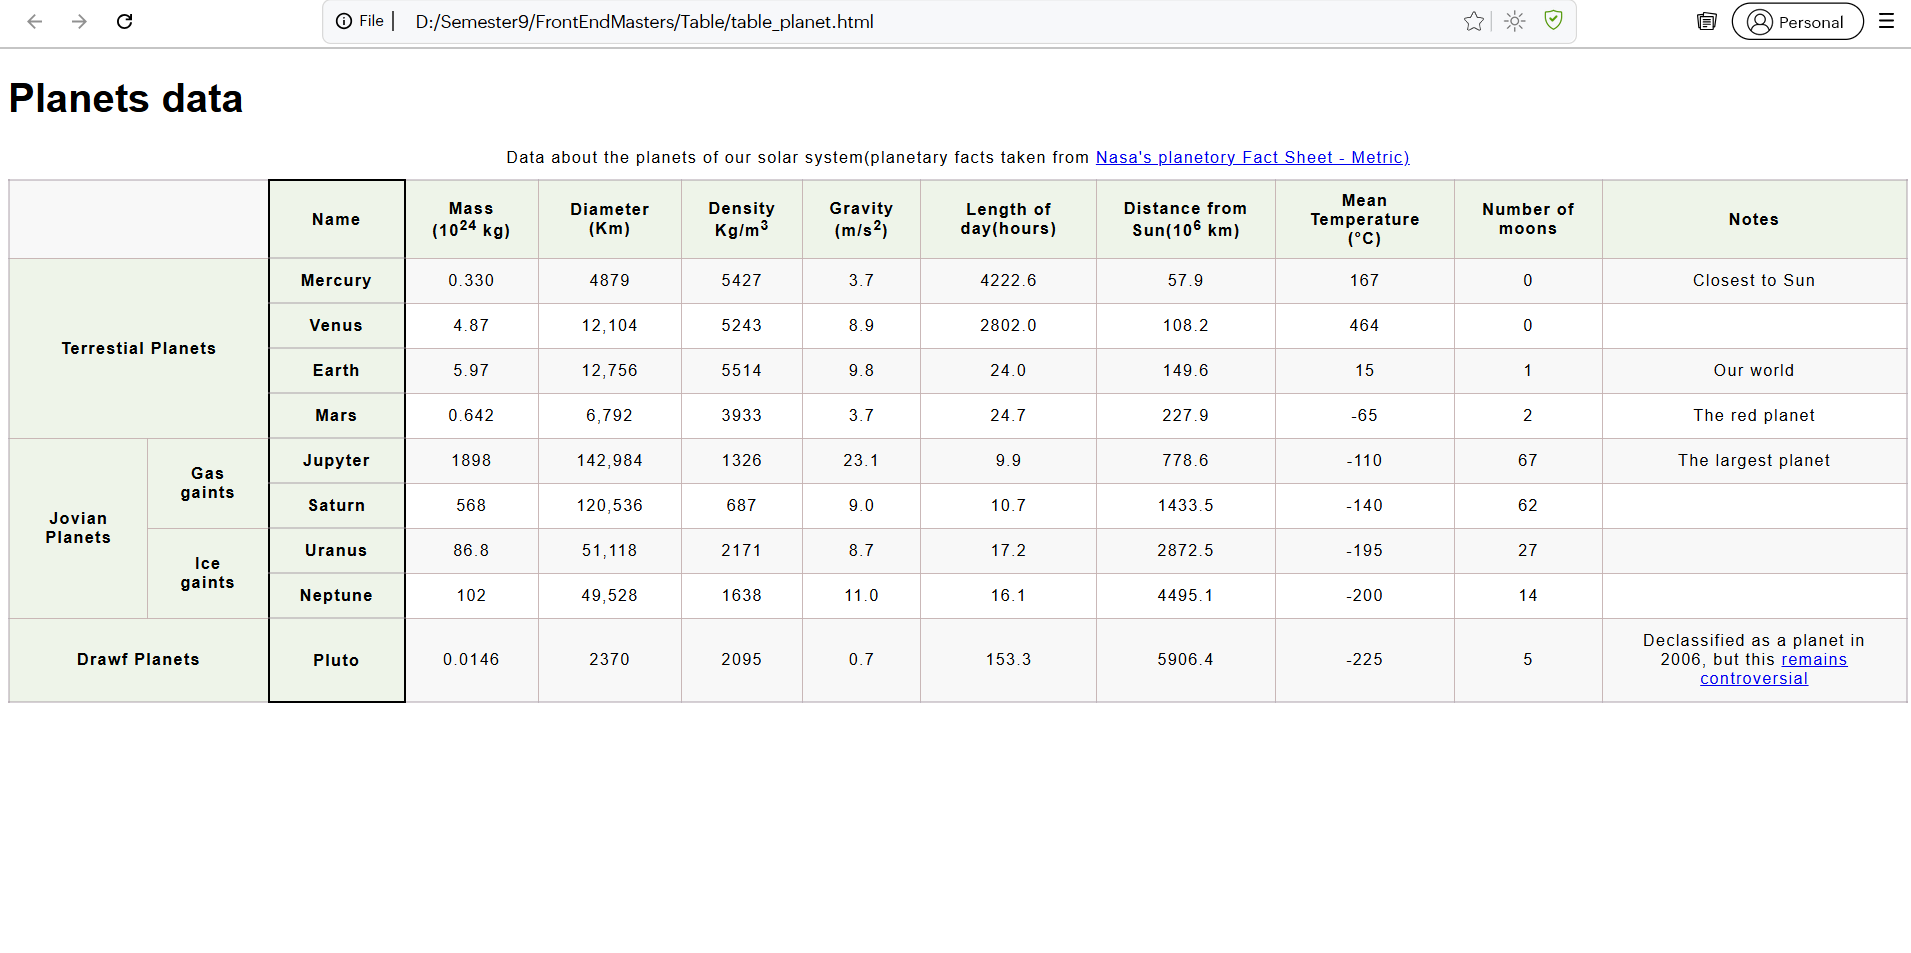 File | D:/Semester9/FrontEndMasters/Table/table_planet.html
Personal
Planets data
Data about the planets of our solar system(planetary facts taken from Nasa's planetory Fact Sheet - Metric)
Name
Mass
(10²⁴ kg)
Diameter
(Km)
Density
Kg/m³
Gravity
(m/s²)
Length of
day(hours)
Distance from
Sun(10⁶ km)
Mean
Temperature
(°C)
Number of
moons
Notes
Terrestial Planets
Mercury 0.330 4879 5427 3.7 4222.6 57.9 167 0 Closest to Sun
Venus 4.87 12,104 5243 8.9 2802.0 108.2 464 0
Earth 5.97 12,756 5514 9.8 24.0 149.6 15 1 Our world
Mars 0.642 6,792 3933 3.7 24.7 227.9 -65 2 The red planet
Jovian
Planets
Gas
gaints
Jupyter 1898 142,984 1326 23.1 9.9 778.6 -110 67 The largest planet
Saturn 568 120,536 687 9.0 10.7 1433.5 -140 62
Ice
gaints
Uranus 86.8 51,118 2171 8.7 17.2 2872.5 -195 27
Neptune 102 49,528 1638 11.0 16.1 4495.1 -200 14
Drawf Planets
Pluto 0.0146 2370 2095 0.7 153.3 5906.4 -225 5
Declassified as a planet in
2006, but this remains
controversial